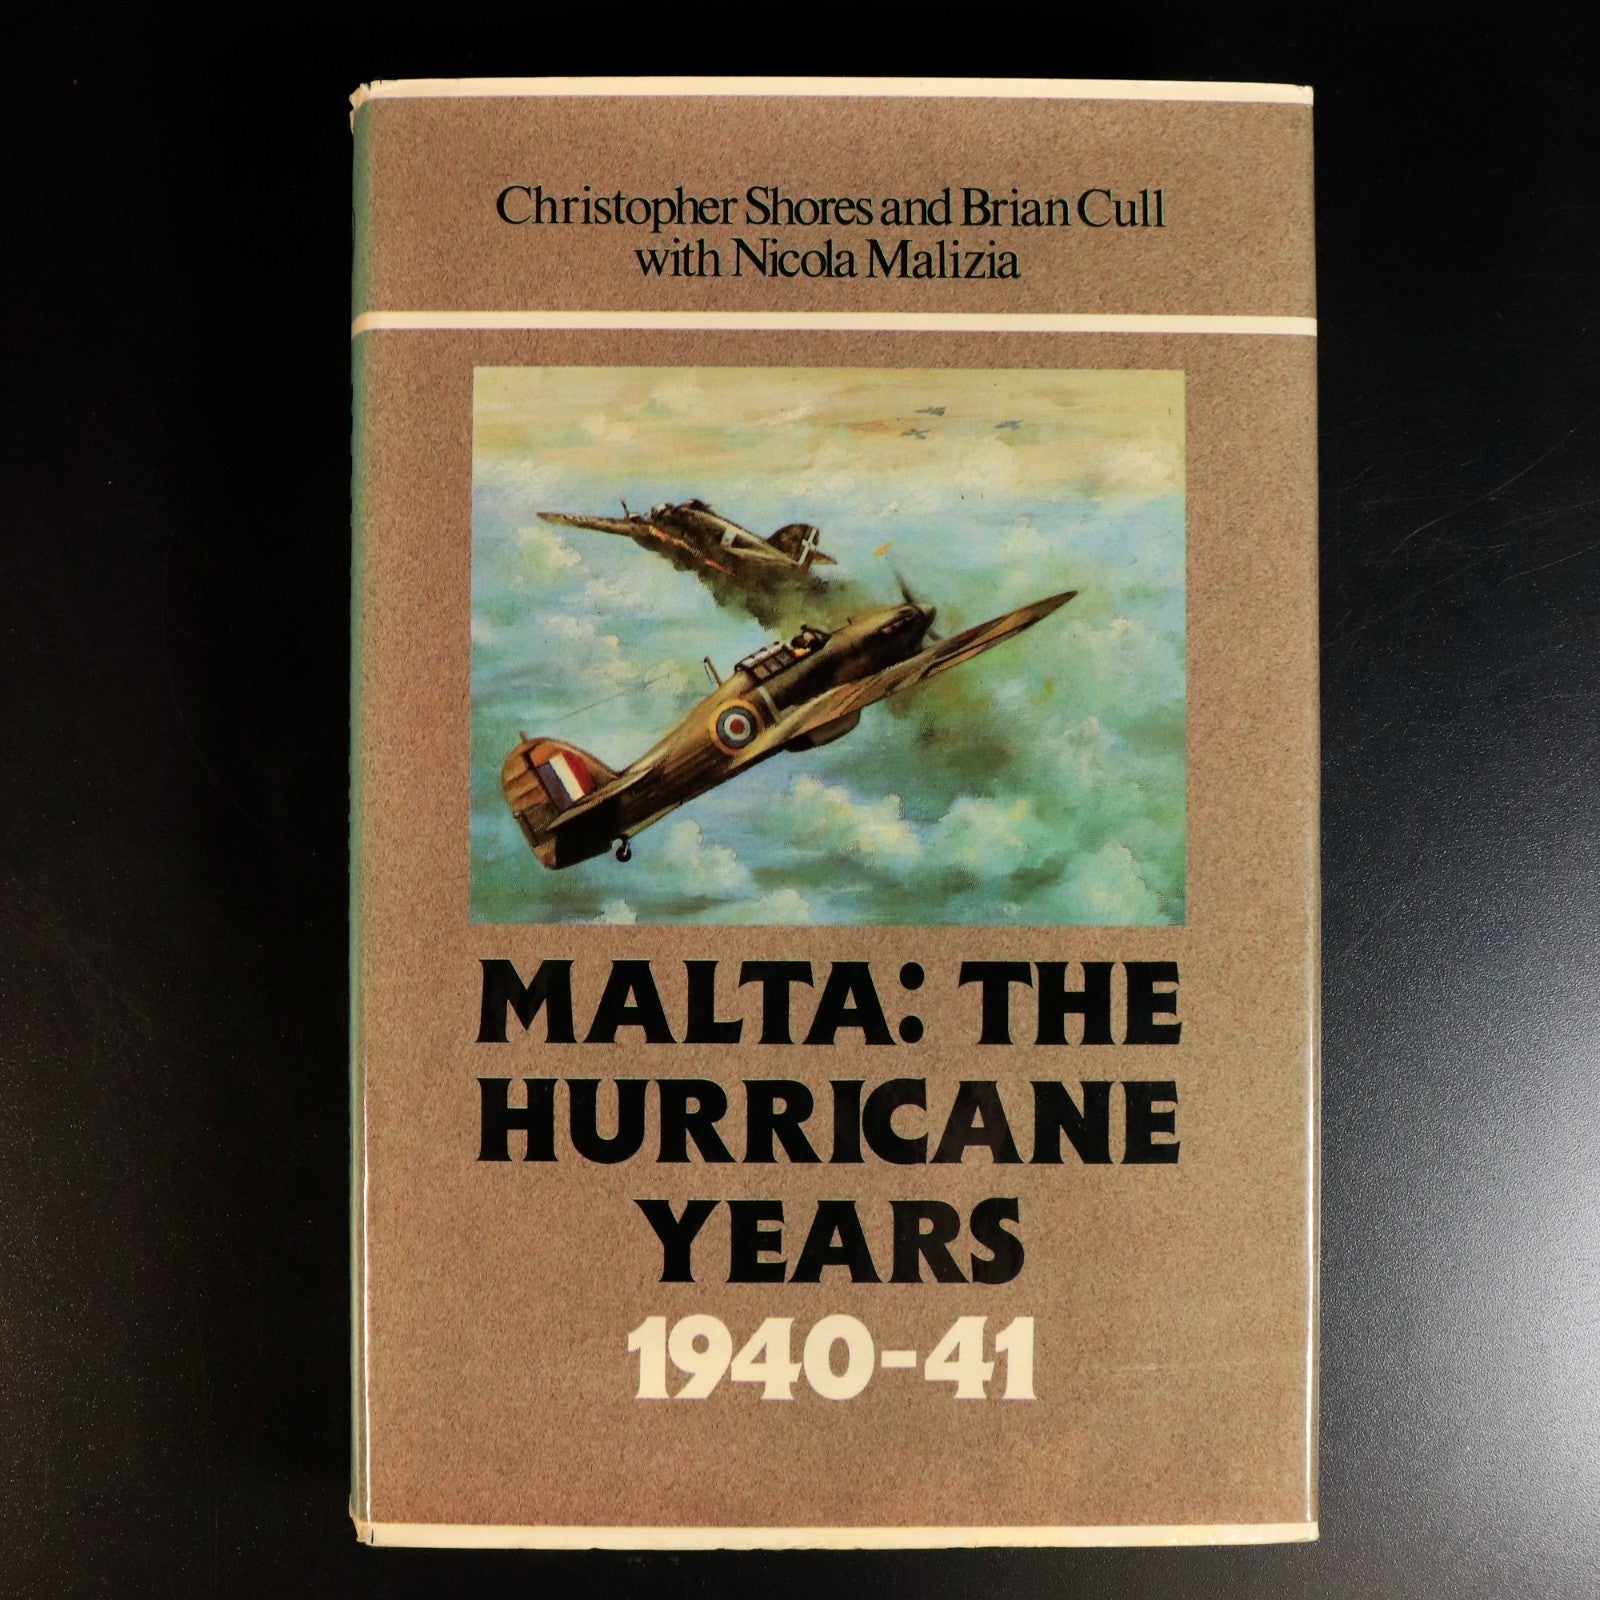 Christopher Shores and Brian Cull
with Nicola Malizia
MALTA: THE
HURRICANE
YEARS
1940-41